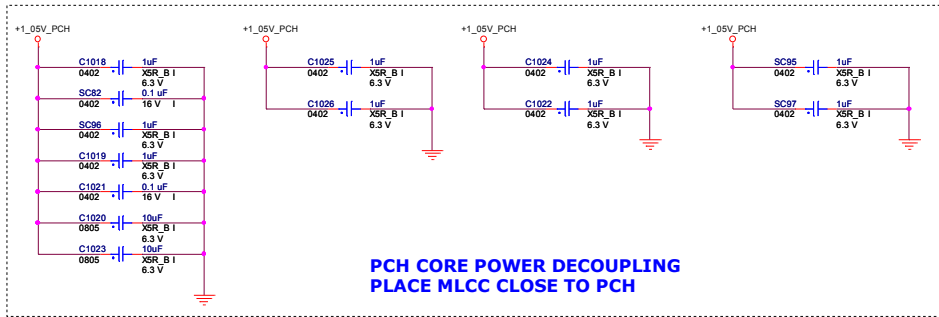 +1_05V_PCH
C1018 1uF
0402 X5R_B I
6.3 V
SC82 0.1 uF
0402 16 V I
SC96 1uF
0402 X5R_B I
6.3 V
C1019 1uF
0402 X5R_B I
6.3 V
C1021 0.1 uF
0402 16 V I
C1020 10uF
0805 X5R_B I
6.3 V
C1023 10uF
0805 X5R_B I
6.3 V
+1_05V_PCH
C1025 1uF
0402 X5R_B I
6.3 V
C1026 1uF
0402 X5R_B I
6.3 V
+1_05V_PCH
C1024 1uF
0402 X5R_B I
6.3 V
C1022 1uF
0402 X5R_B I
6.3 V
+1_05V_PCH
SC95 1uF
0402 X5R_B I
6.3 V
SC97 1uF
0402 X5R_B I
6.3 V
PCH CORE POWER DECOUPLING
PLACE MLCC CLOSE TO PCH